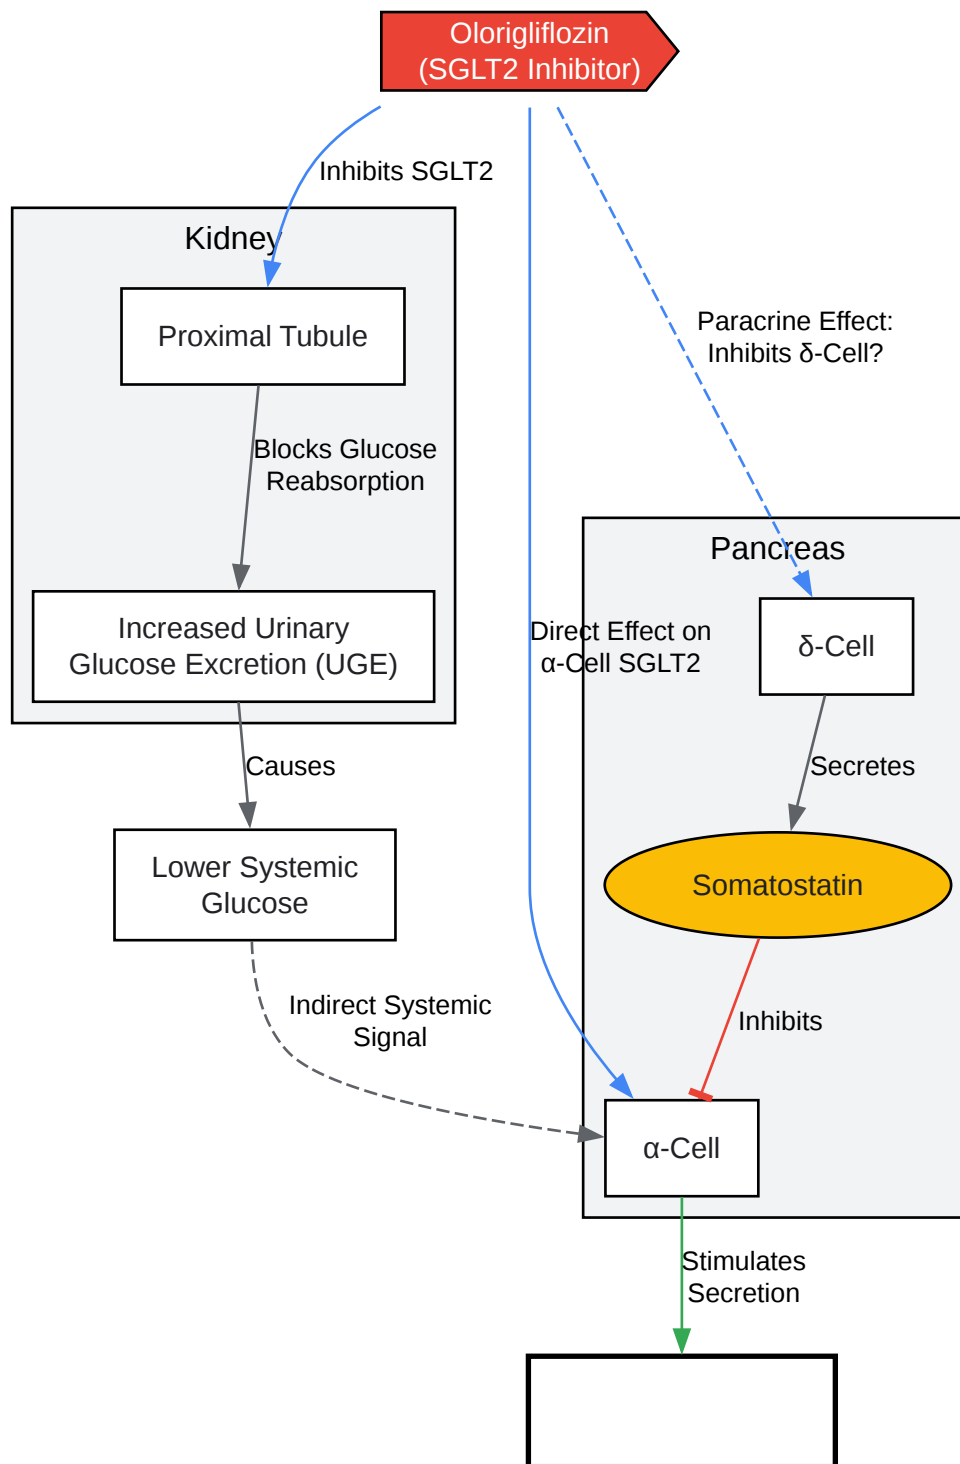 Olorigliflozin
(SGLT2 Inhibitor)
Inhibits SGLT2
Kidney
Proximal Tubule
Paracrine Effect:
Inhibits δ-Cell?
Blocks Glucose
Reabsorption
Pancreas
Increased Urinary
Glucose Excretion (UGE)
Direct Effect on
α-Cell SGLT2
δ-Cell
Causes
Secretes
Lower Systemic
Glucose
Somatostatin
Indirect Systemic
Signal
Inhibits
α-Cell
Stimulates
Secretion